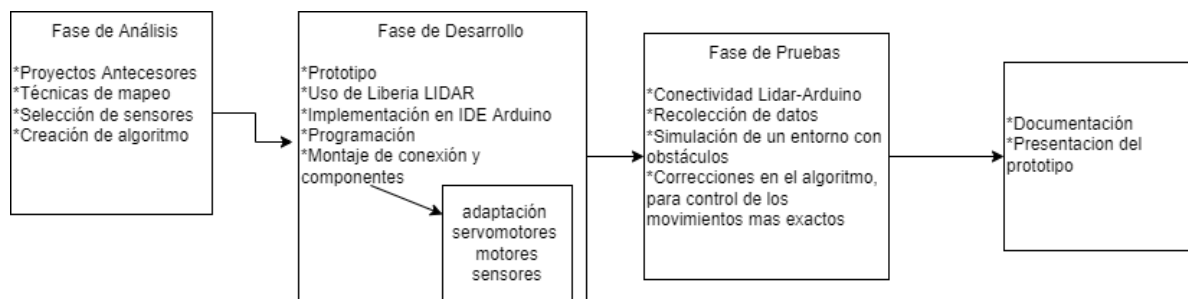 Fase de Análisis
*Proyectos Antecesores
*Técnicas de mapeo
*Selección de sensores
*Creación de algoritmo
Fase de Desarrollo
*Prototipo
*Uso de Liberia LIDAR
*Implementación en IDE Arduino
*Programación
*Montaje de conexión y
componentes
adaptación
servomotores
motores
sensores
Fase de Pruebas
*Conectividad Lidar-Arduino
*Recolección de datos
*Simulación de un entorno con
obstáculos
*Correcciones en el algoritmo,
para control de los
movimientos mas exactos
*Documentación
*Presentacion del
prototipo